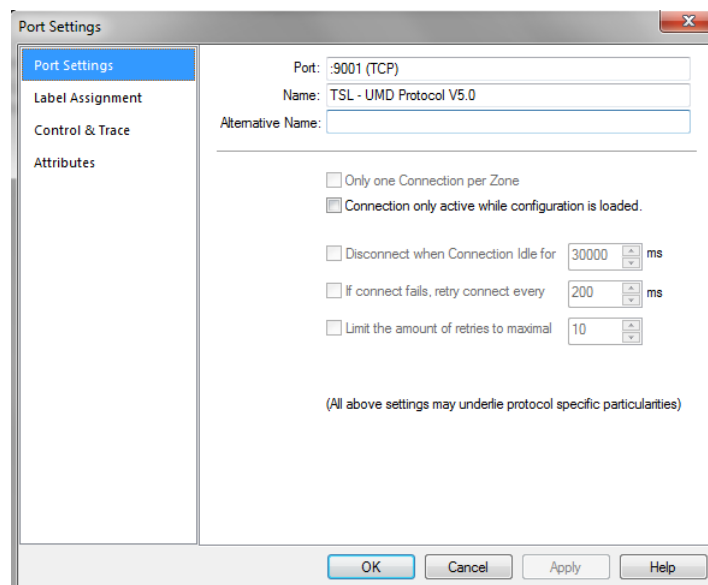 Port Settings
Port Settings
Label Assignment
Control & Trace
Attributes
Port: :9001 (TCP)
Name: TSL - UMD Protocol V5.0
Alternative Name:
Only one Connection per Zone
Connection only active while configuration is loaded.
Disconnect when Connection Idle for 30000 ms
If connect fails, retry connect every 200 ms
Limit the amount of retries to maximal 10
(All above settings may underlie protocol specific particularities)
OK Cancel Apply Help